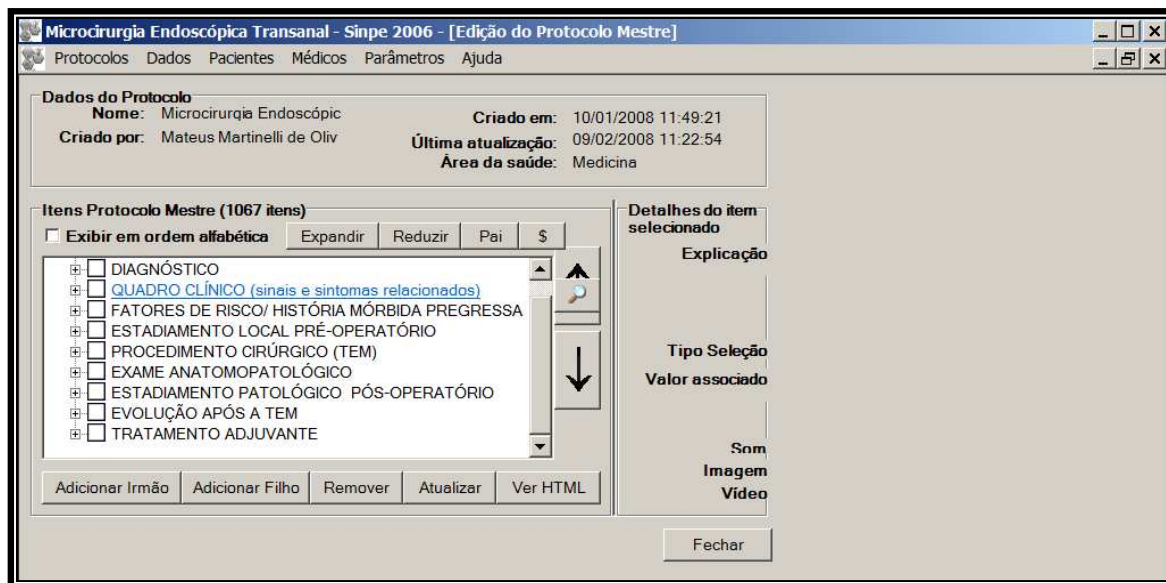 Microcirurgia Endoscópica Transanal - Sinpe 2006 - [Edição do Protocolo Mestre]
Protocolos Dados Pacientes Médicos Parâmetros Ajuda
Dados do Protocolo
Nome: Microcirurgia Endoscópic
Criado em: 10/01/2008 11:49:21
Criado por: Mateus Martinelli de Oliv
Última atualização: 09/02/2008 11:22:54
Área da saúde: Medicina
Itens Protocolo Mestre (1067 itens)
Exibir em ordem alfabética Expandir Reduzir Pai $
DIAGNÓSTICO
QUADRO CLÍNICO (sinais e sintomas relacionados)
FATORES DE RISCO/ HISTÓRIA MÓRBIDA PREGRESSA
ESTADIAMENTO LOCAL PRÉ-OPERATÓRIO
PROCEDIMENTO CIRÚRGICO (TEM)
EXAME ANATOMOPATOLÓGICO
ESTADIAMENTO PATOLÓGICO PÓS-OPERATÓRIO
EVOLUÇÃO APÓS A TEM
TRATAMENTO ADJUVANTE
Adicionar Irmão Adicionar Filho Remover Atualizar Ver HTML
Detalhes do item
selecionado
Explicação
Tipo Seleção
Valor associado
Som
Imagem
Vídeo
Fechar